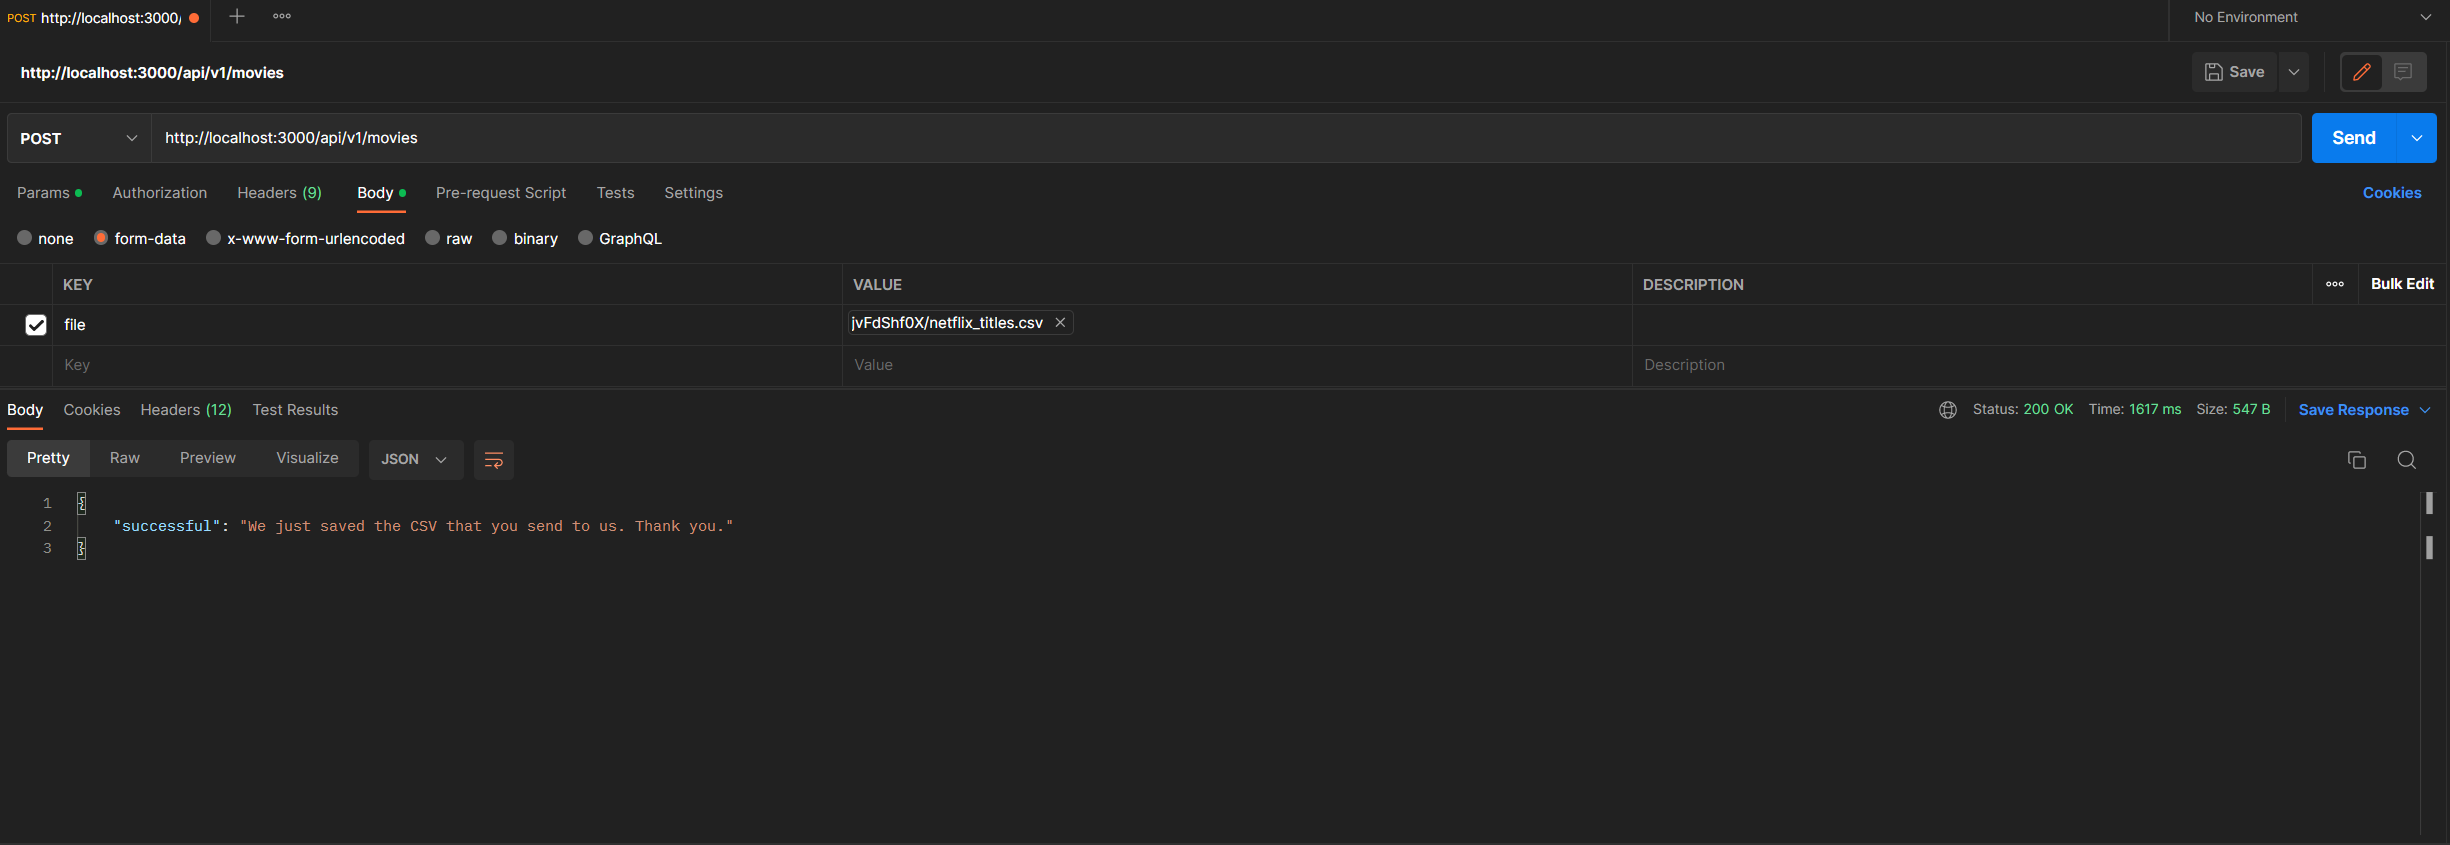 POST http://localhost:3000/
No Environment
http://localhost:3000/api/v1/movies
Save
POST http://localhost:3000/api/v1/movies Send
Params Authorization Headers (9) Body Pre-request Script Tests Settings Cookies
none form-data x-www-form-urlencoded raw binary GraphQL
KEY VALUE DESCRIPTION Bulk Edit
file jvFdShf0X/netflix_titles.csv
Key Value Description
Body Cookies Headers (12) Test Results Status: 200 OK Time: 1617 ms Size: 547 B Save Response
Pretty Raw Preview Visualize JSON
1 {
2 "successful": "We just saved the CSV that you send to us. Thank you."
3 }